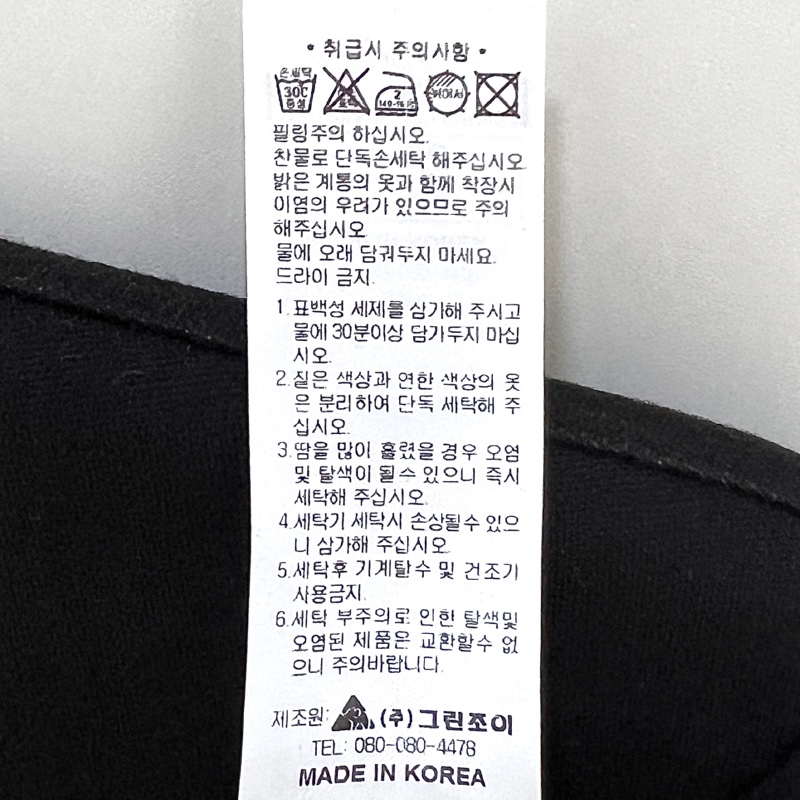 • 취급시 주의사항 •
손세탁
30C
중성
2
필링주의 하십시오.
찬물로 단독손세탁 해주십시오.
밝은 계통의 옷과 함께 착장시
이염의 우려가 있으므로 주의
해주십시오
물에 오래 담궈두지 마세요.
드라이 금지.
1. 표백성 세제를 삼가해 주시고
물에 30분이상 담가두지 마십
시오.
2. 짙은 색상과 연한 색상의 옷
은 분리하여 단독 세탁해 주
십시오.
3. 땀을 많이 흘렸을 경우 오염
및 탈색이 될수 있으니 즉시
세탁해 주십시오.
4. 세탁기 세탁시 손상될수 있으
니 삼가해 주십시오.
5. 세탁후 기계탈수 및 건조기
사용금지.
6. 세탁 부주의로 인한 탈색및
오염된 제품은 교환할수 없
으니 주의바랍니다.
제조원: (주)그린조이
TEL: 080-080-4478
MADE IN KOREA